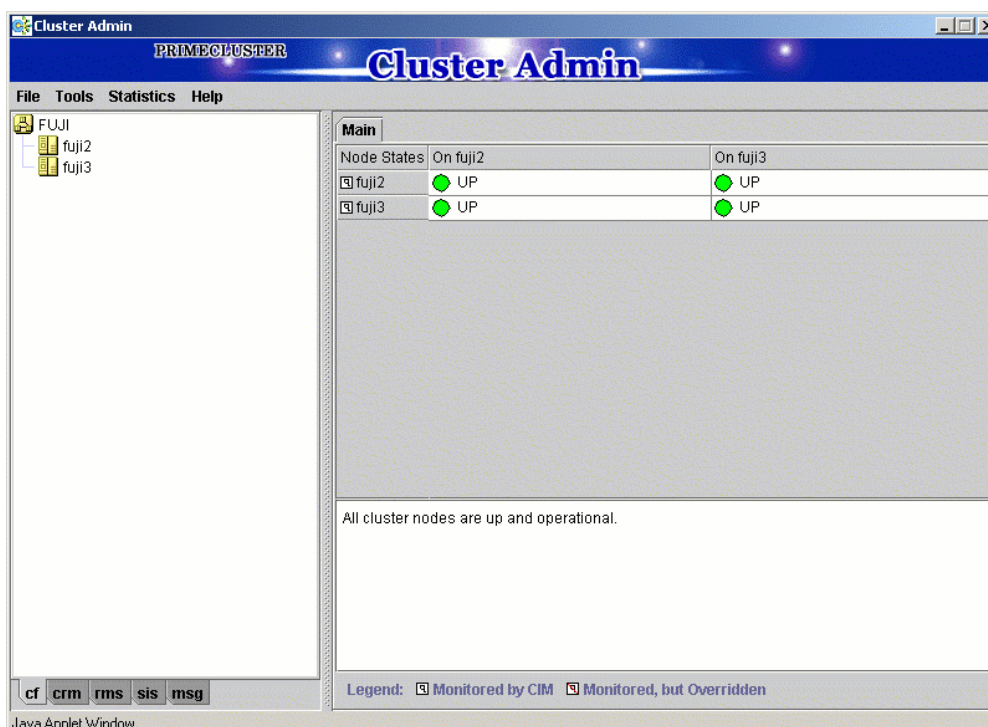 Cluster Admin
PRIMECLUSTER
Cluster Admin
File Tools Statistics Help
FUJI
fuji2
fuji3
Main
Node States On fuji2 On fuji3
fuji2 UP UP
fuji3 UP UP
All cluster nodes are up and operational.
cf crm rms sis msg
Legend: Monitored by CIM Monitored, but Overridden
Java Applet Window